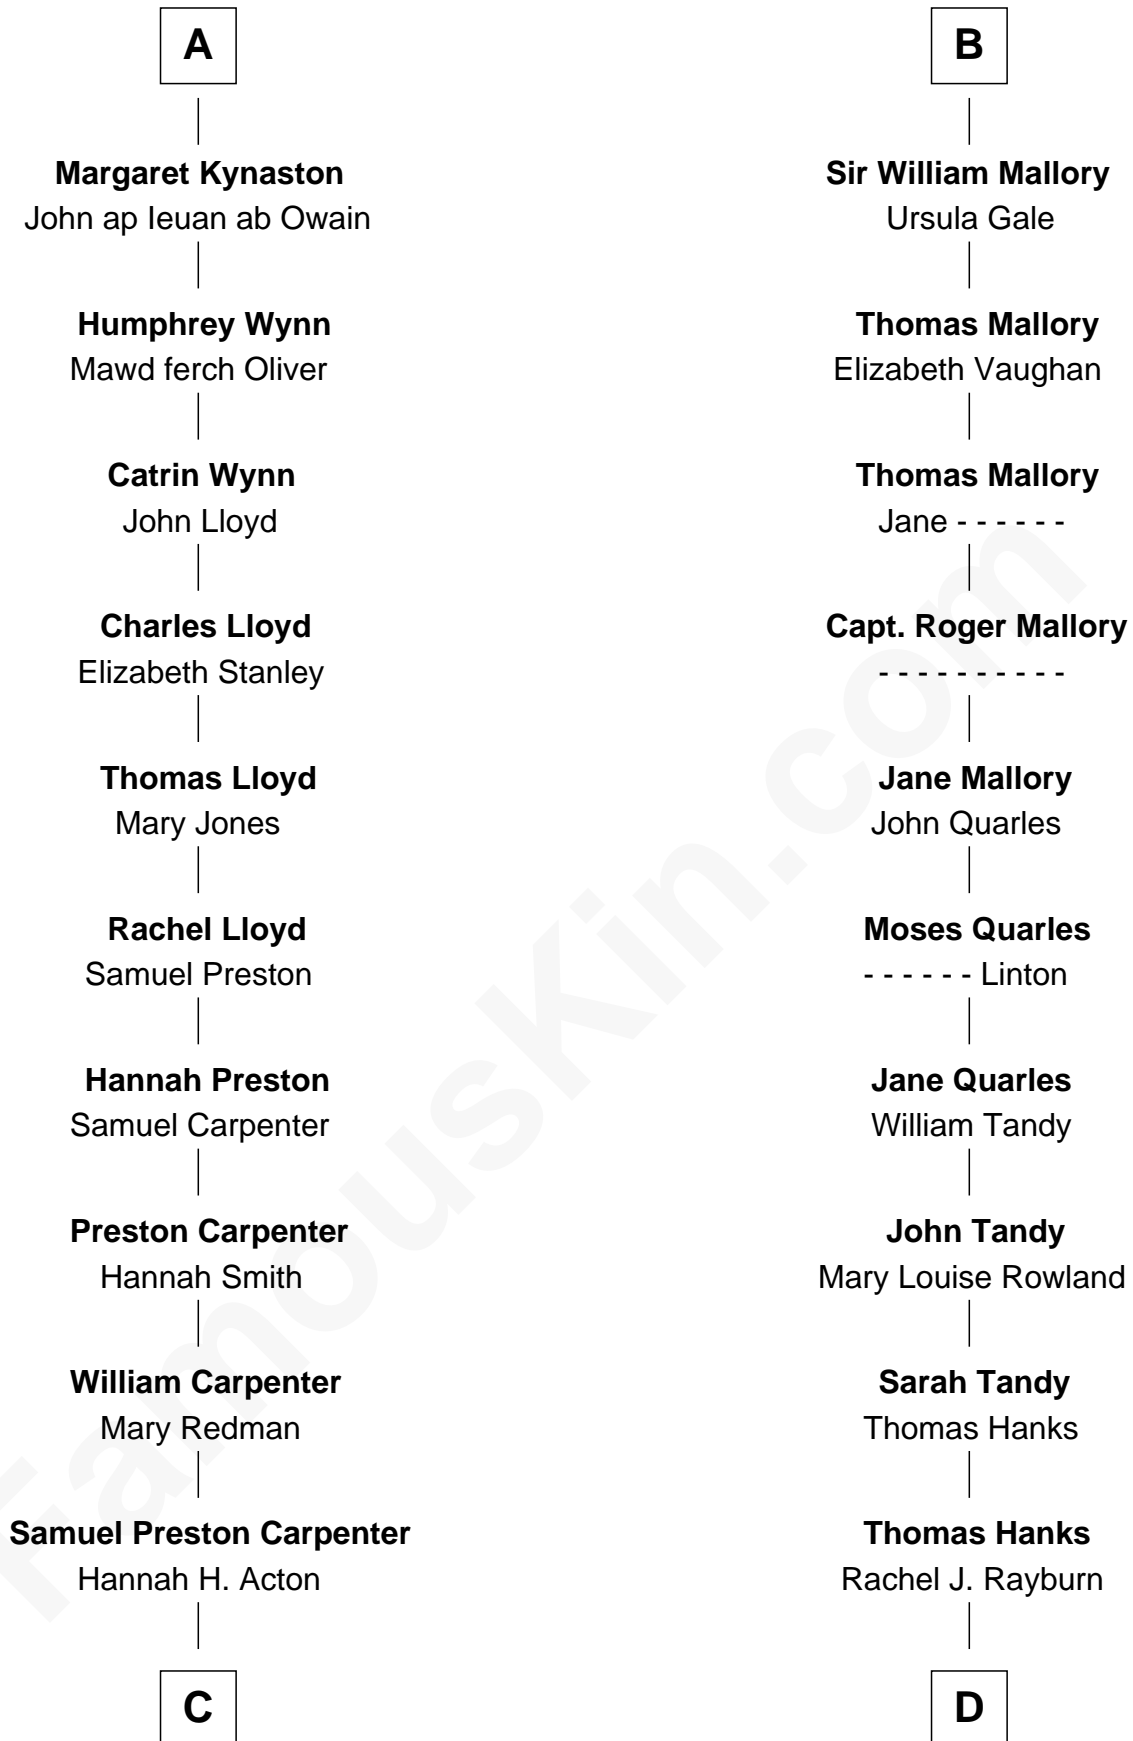 A
Margaret Kynaston
John ap Ieuan ab Owain
Humphrey Wynn
Mawd ferch Oliver
Catrin Wynn
John Lloyd
Charles Lloyd
Elizabeth Stanley
Thomas Lloyd
Mary Jones
Rachel Lloyd
Samuel Preston
Hannah Preston
Samuel Carpenter
Preston Carpenter
Hannah Smith
William Carpenter
Mary Redman
Samuel Preston Carpenter
Hannah H. Acton
C
B
Sir William Mallory
Ursula Gale
Thomas Mallory
Elizabeth Vaughan
Thomas Mallory
Jane - - - - - -
Capt. Roger Mallory
- - - - - - - - - -
Jane Mallory
John Quarles
Moses Quarles
- - - - - - Linton
Jane Quarles
William Tandy
John Tandy
Mary Louise Rowland
Sarah Tandy
Thomas Hanks
Thomas Hanks
Rachel J. Rayburn
D
FamousKin.com